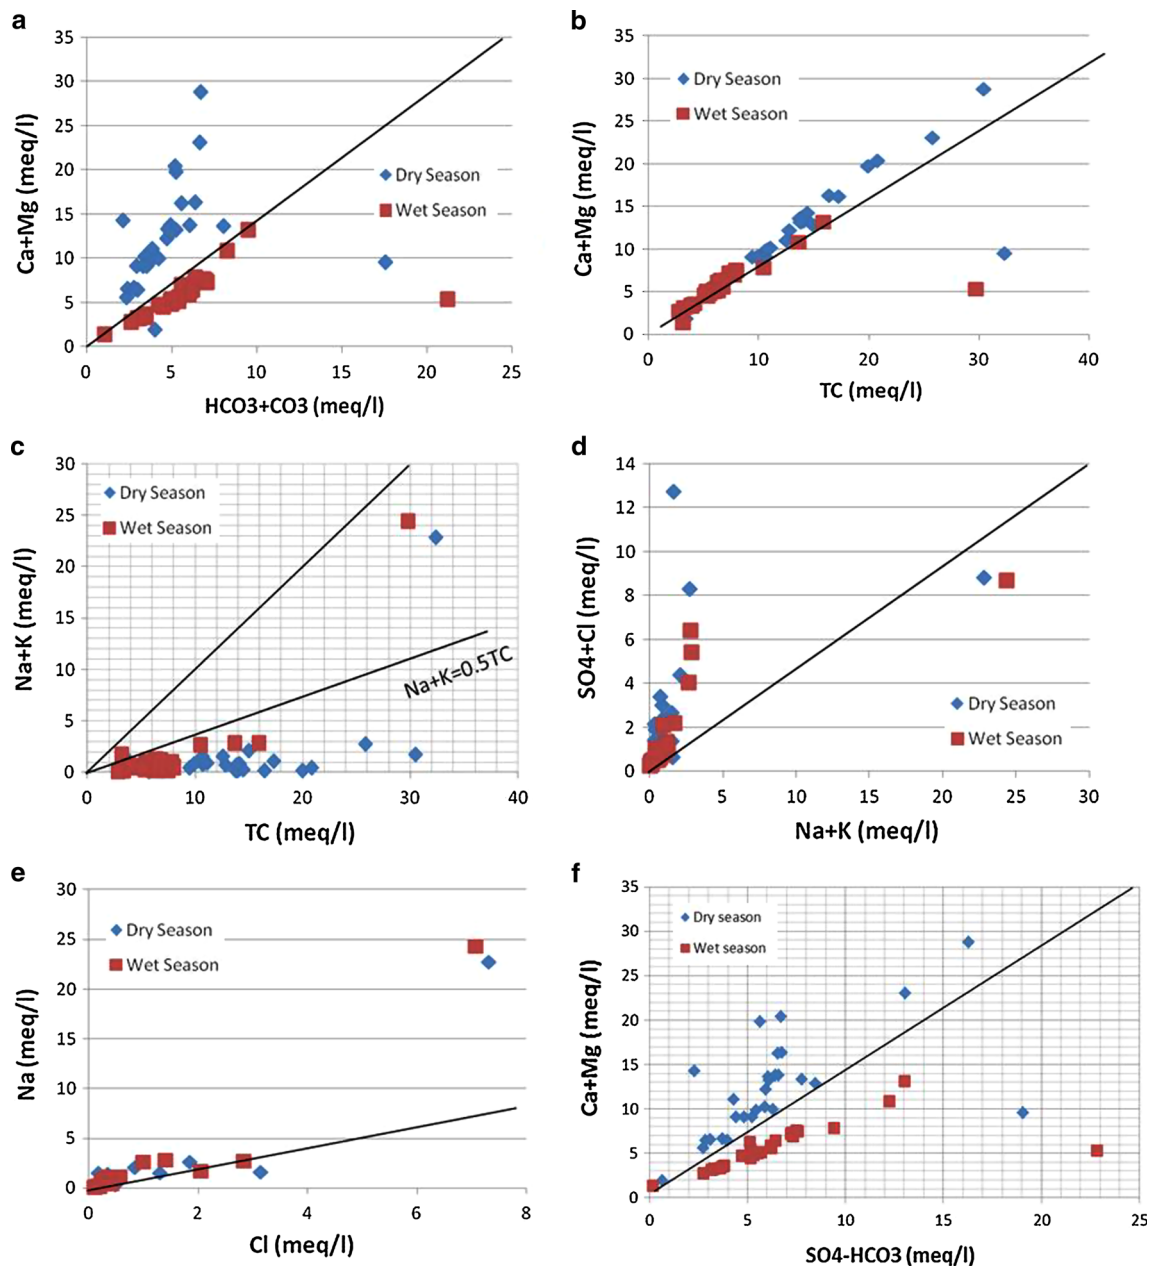 a
35
30
25
20
15
10
5
0
Ca+Mg (meq/l)
Dry Season
Wet Season
0 5 10 15 20 25
HCO3+CO3 (meq/l)
b
35
30
25
20
15
10
5
0
Ca+Mg (meq/l)
Dry Season
Wet Season
0 10 20 30 40
TC (meq/l)
c
30
25
20
15
10
5
0
Na+K (meq/l)
Dry Season
Wet Season
Na+K=0.5TC
0 10 20 30 40
TC (meq/l)
d
14
12
10
8
6
4
2
0
SO4+Cl (meq/l)
Dry Season
Wet Season
0 5 10 15 20 25 30
Na+K (meq/l)
e
30
25
20
15
10
5
0
Na (meq/l)
Dry Season
Wet Season
0 2 4 6 8
Cl (meq/l)
f
35
30
25
20
15
10
5
0
Ca+Mg (meq/l)
Dry season
Wet season
0 5 10 15 20 25
SO4-HCO3 (meq/l)